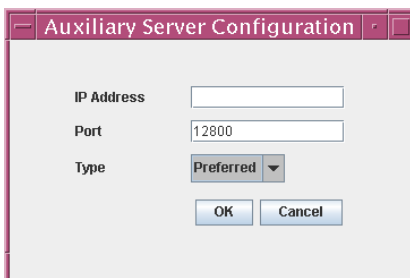 Auxiliary Server Configuration
IP Address
Port 12800
Type Preferred
OK Cancel